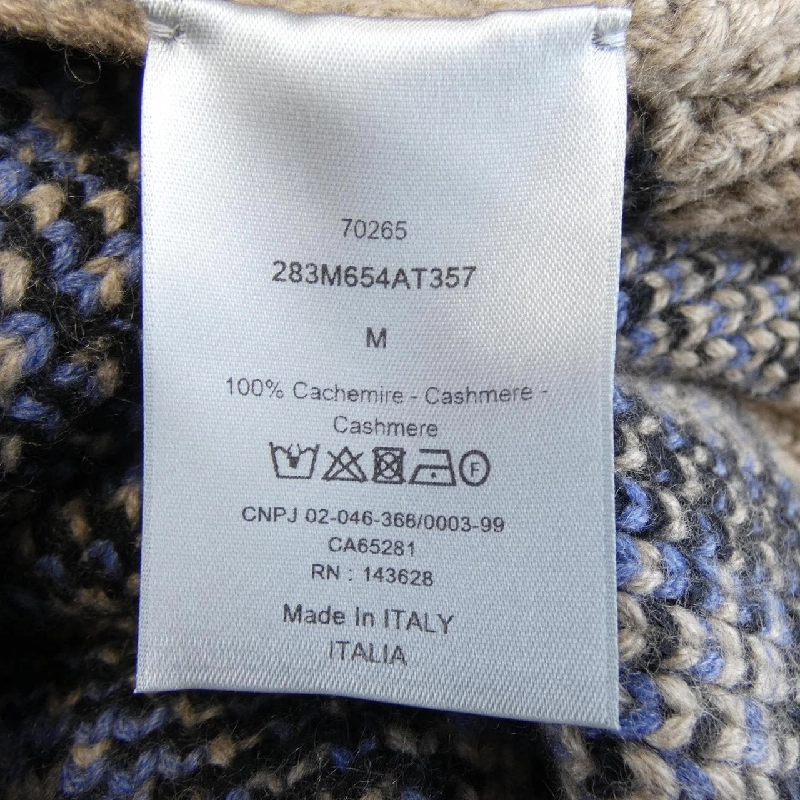 70265
283M654AT357
M
100% Cachemire - Cashmere -
Cashmere
F
CNPJ 02-046-368/0003-99
CA65281
RN : 143628
Made In ITALY
ITALIA